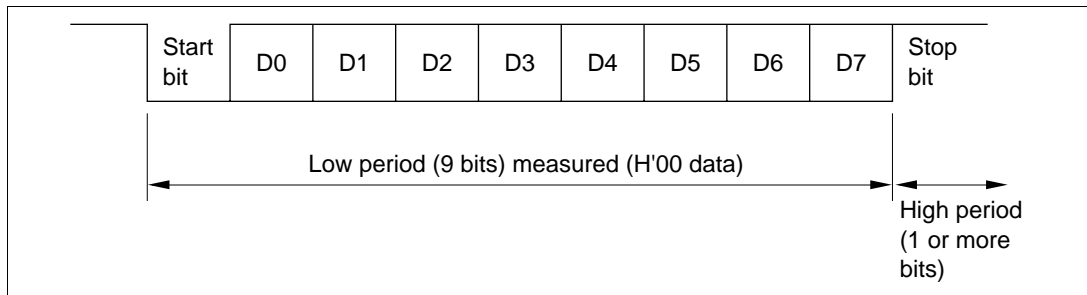 Start bit
D0 D1 D2 D3 D4 D5 D6 D7
Stop bit
Low period (9 bits) measured (H'00 data)
High period
(1 or more
bits)